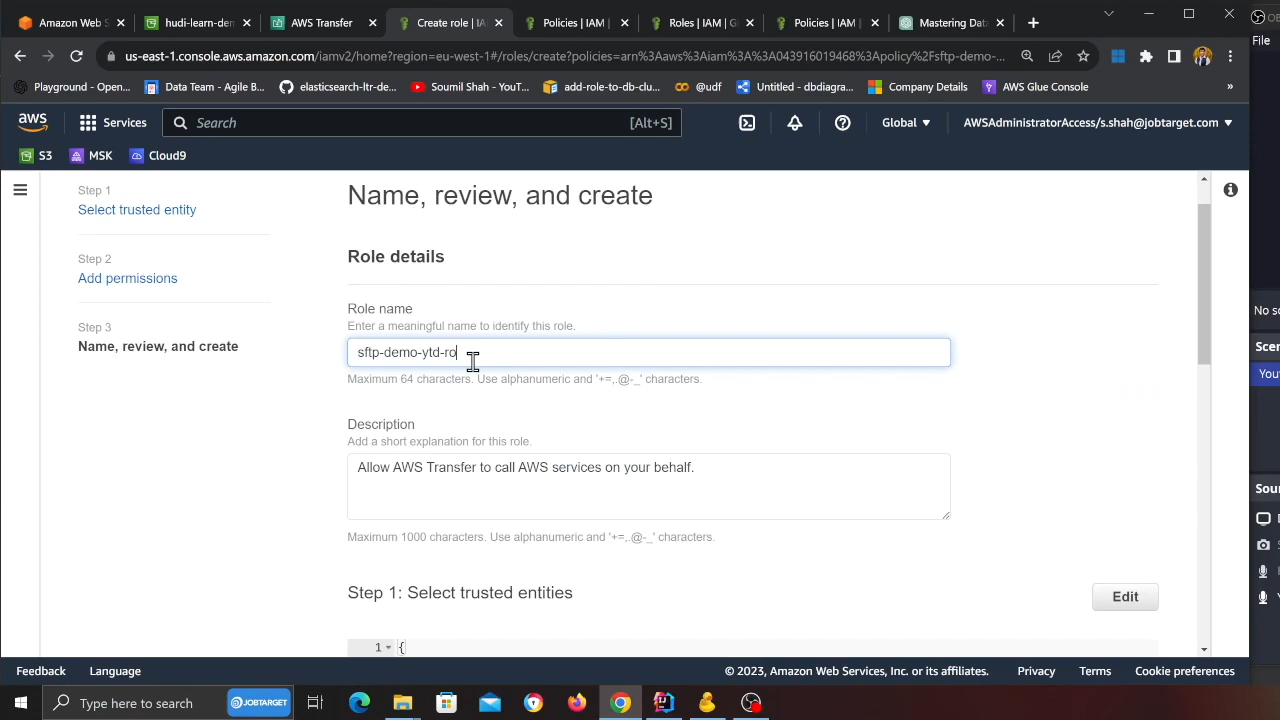 Amazon Web S
hudi-learn-dem
AWS Transfer
Create role | IA
Policies | IAM |
Roles | IAM | G
Policies | IAM |
Mastering Data
us-east-1.console.aws.amazon.com/iamv2/home?region=eu-west-1#/roles/create?policies=arn%3Aaws%3Aiam%3A%3A043916019468%3Apolicy%2Fsftp-demo-...
File
Playground - Open...
Data Team - Agile B...
elasticsearch-ltr-de...
Soumil Shah - YouT...
add-role-to-db-clu...
@udf
Untitled - dbdiagra...
Company Details
AWS Glue Console
»
aws
Services
Search
[Alt+S]
Global
AWSAdministratorAccess/s.shah@jobtarget.com
S3
MSK
Cloud9
Step 1
Select trusted entity
Step 2
Add permissions
Step 3
Name, review, and create
Name, review, and create
Role details
Role name
Enter a meaningful name to identify this role.
sftp-demo-ytd-ro
Maximum 64 characters. Use alphanumeric and '+=,.@-_' characters.
Description
Add a short explanation for this role.
Allow AWS Transfer to call AWS services on your behalf.
Maximum 1000 characters. Use alphanumeric and '+=,.@-_' characters.
Step 1: Select trusted entities
Edit
1
{
No so
Scen
You
Sour
Feedback
Language
© 2023, Amazon Web Services, Inc. or its affiliates.
Privacy
Terms
Cookie preferences
Type here to search
JOBTARGET